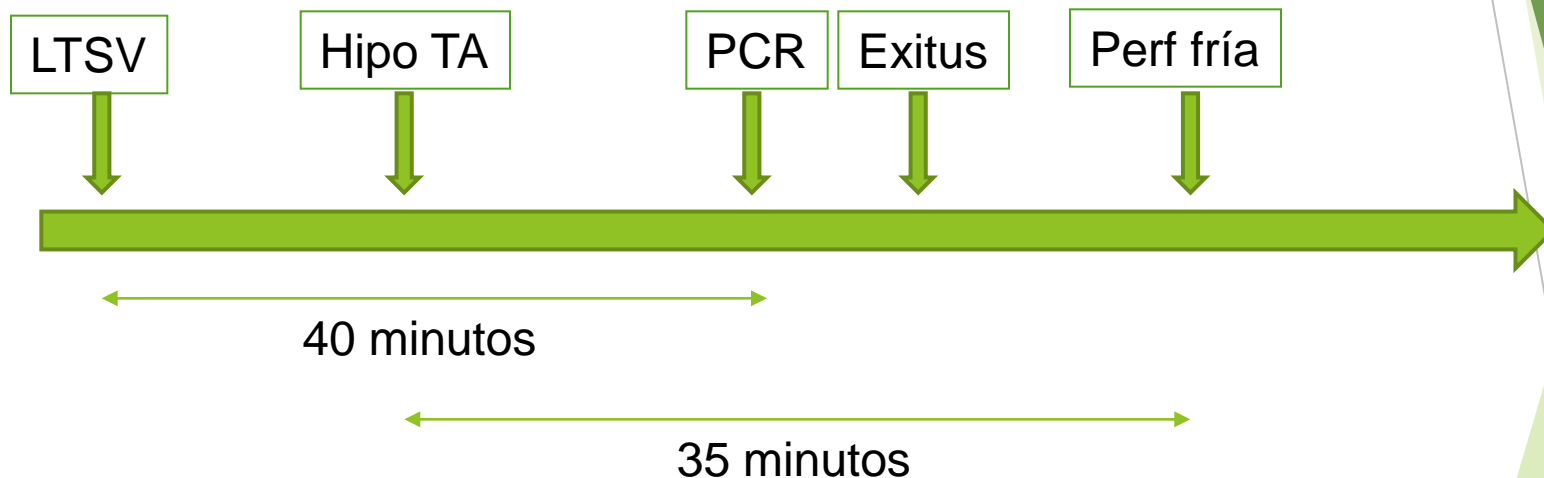 LTSV
Hipo TA
PCR
Exitus
Perf fría
40 minutos
35 minutos